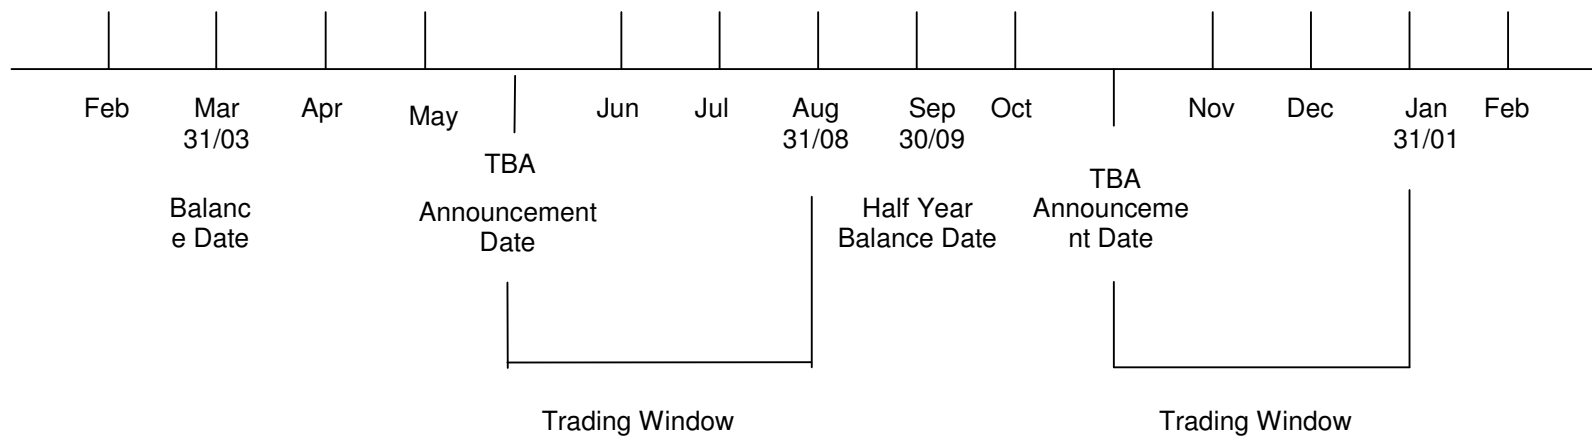 Feb Mar Apr May Jun Jul Aug Sep Oct Nov Dec Jan Feb
31/03 31/08 30/09 31/01
TBA TBA
Balanc Announcement Half Year Announceme
e Date Date Balance Date nt Date
Trading Window Trading Window